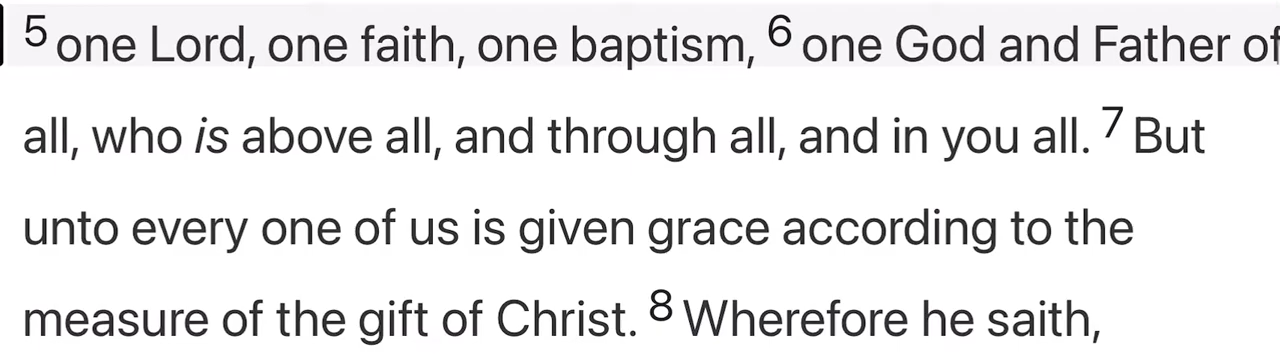 5 one Lord, one faith, one baptism, 6 one God and Father of
all, who is above all, and through all, and in you all. 7 But
unto every one of us is given grace according to the
measure of the gift of Christ. 8 Wherefore he saith,